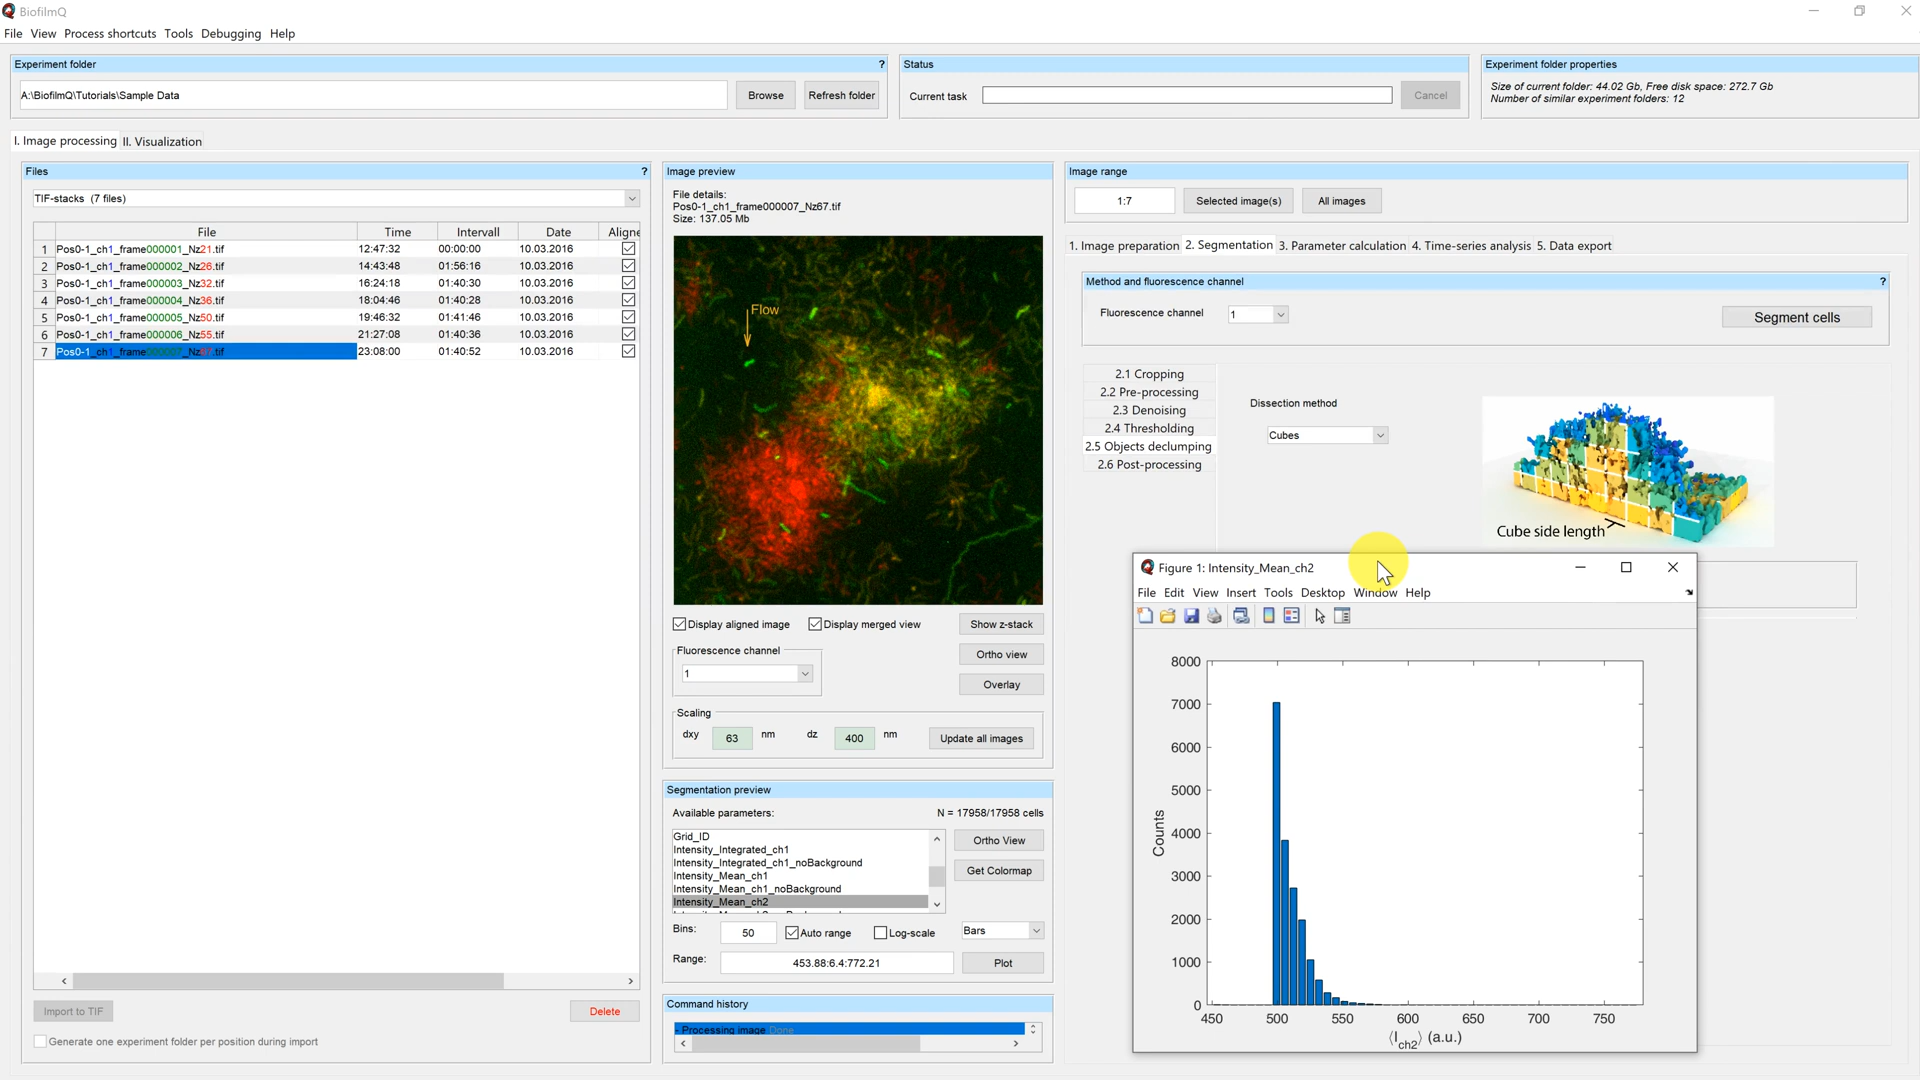 BiofilmQ
File View Process shortcuts Tools Debugging Help
Experiment folder ?
A:\BiofilmQ\Tutorials\Sample Data
Browse
Refresh folder
Status
Current task
Cancel
Experiment folder properties
Size of current folder: 44.02 Gb, Free disk space: 272.7 Gb
Number of similar experiment folders: 12
I. Image processing II. Visualization
Files ?
TIF-stacks (7 files)
File Time Intervall Date Aligne
1 Pos0-1_ch1_frame000001_Nz21.tif 12:47:32 00:00:00 10.03.2016
2 Pos0-1_ch1_frame000002_Nz26.tif 14:43:48 01:56:16 10.03.2016
3 Pos0-1_ch1_frame000003_Nz32.tif 16:24:18 01:40:30 10.03.2016
4 Pos0-1_ch1_frame000004_Nz36.tif 18:04:46 01:40:28 10.03.2016
5 Pos0-1_ch1_frame000005_Nz50.tif 19:46:32 01:41:46 10.03.2016
6 Pos0-1_ch1_frame000006_Nz55.tif 21:27:08 01:40:36 10.03.2016
7 Pos0-1_ch1_frame000007_Nz67.tif 23:08:00 01:40:52 10.03.2016
Import to TIF
Delete
Generate one experiment folder per position during import
Image preview
File details:
Pos0-1_ch1_frame000007_Nz67.tif
Size: 137.05 Mb
Flow
Display aligned image
Display merged view
Show z-stack
Fluorescence channel
1
Ortho view
Overlay
Scaling
dxy 63 nm dz 400 nm
Update all images
Segmentation preview
Available parameters: N = 17958/17958 cells
Grid_ID
Intensity_Integrated_ch1
Intensity_Integrated_ch1_noBackground
Intensity_Mean_ch1
Intensity_Mean_ch1_noBackground
Intensity_Mean_ch2
Ortho View
Get Colormap
Bins: 50 Auto range Log-scale Bars
Range: 453.88:6.4:772.21 Plot
Command history
- Processing image Done
Image range
1:7
Selected image(s)
All images
1. Image preparation 2. Segmentation 3. Parameter calculation 4. Time-series analysis 5. Data export
Method and fluorescence channel ?
Fluorescence channel 1
Segment cells
2.1 Cropping
2.2 Pre-processing
2.3 Denoising
2.4 Thresholding
2.5 Objects declumping
2.6 Post-processing
Dissection method
Cubes
Cube side length
Figure 1: Intensity_Mean_ch2
File Edit View Insert Tools Desktop Window Help
8000
7000
6000
5000
4000
3000
2000
1000
0
Counts
450 500 550 600 650 700 750
⟨I_ch2⟩ (a.u.)